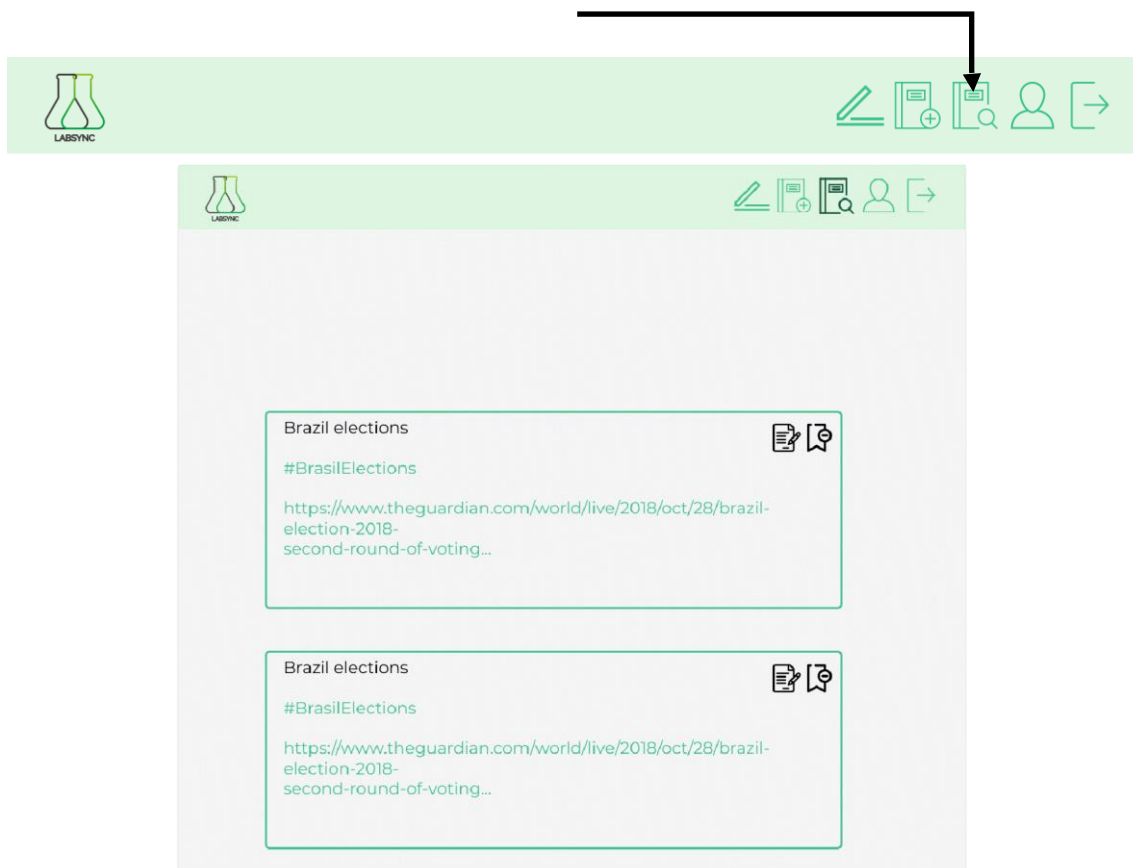 LABSYNC
LABSYNC
Brazil elections
#BrasilElections
https://www.theguardian.com/world/live/2018/oct/28/brazil-
election-2018-
second-round-of-voting...
Brazil elections
#BrasilElections
https://www.theguardian.com/world/live/2018/oct/28/brazil-
election-2018-
second-round-of-voting...